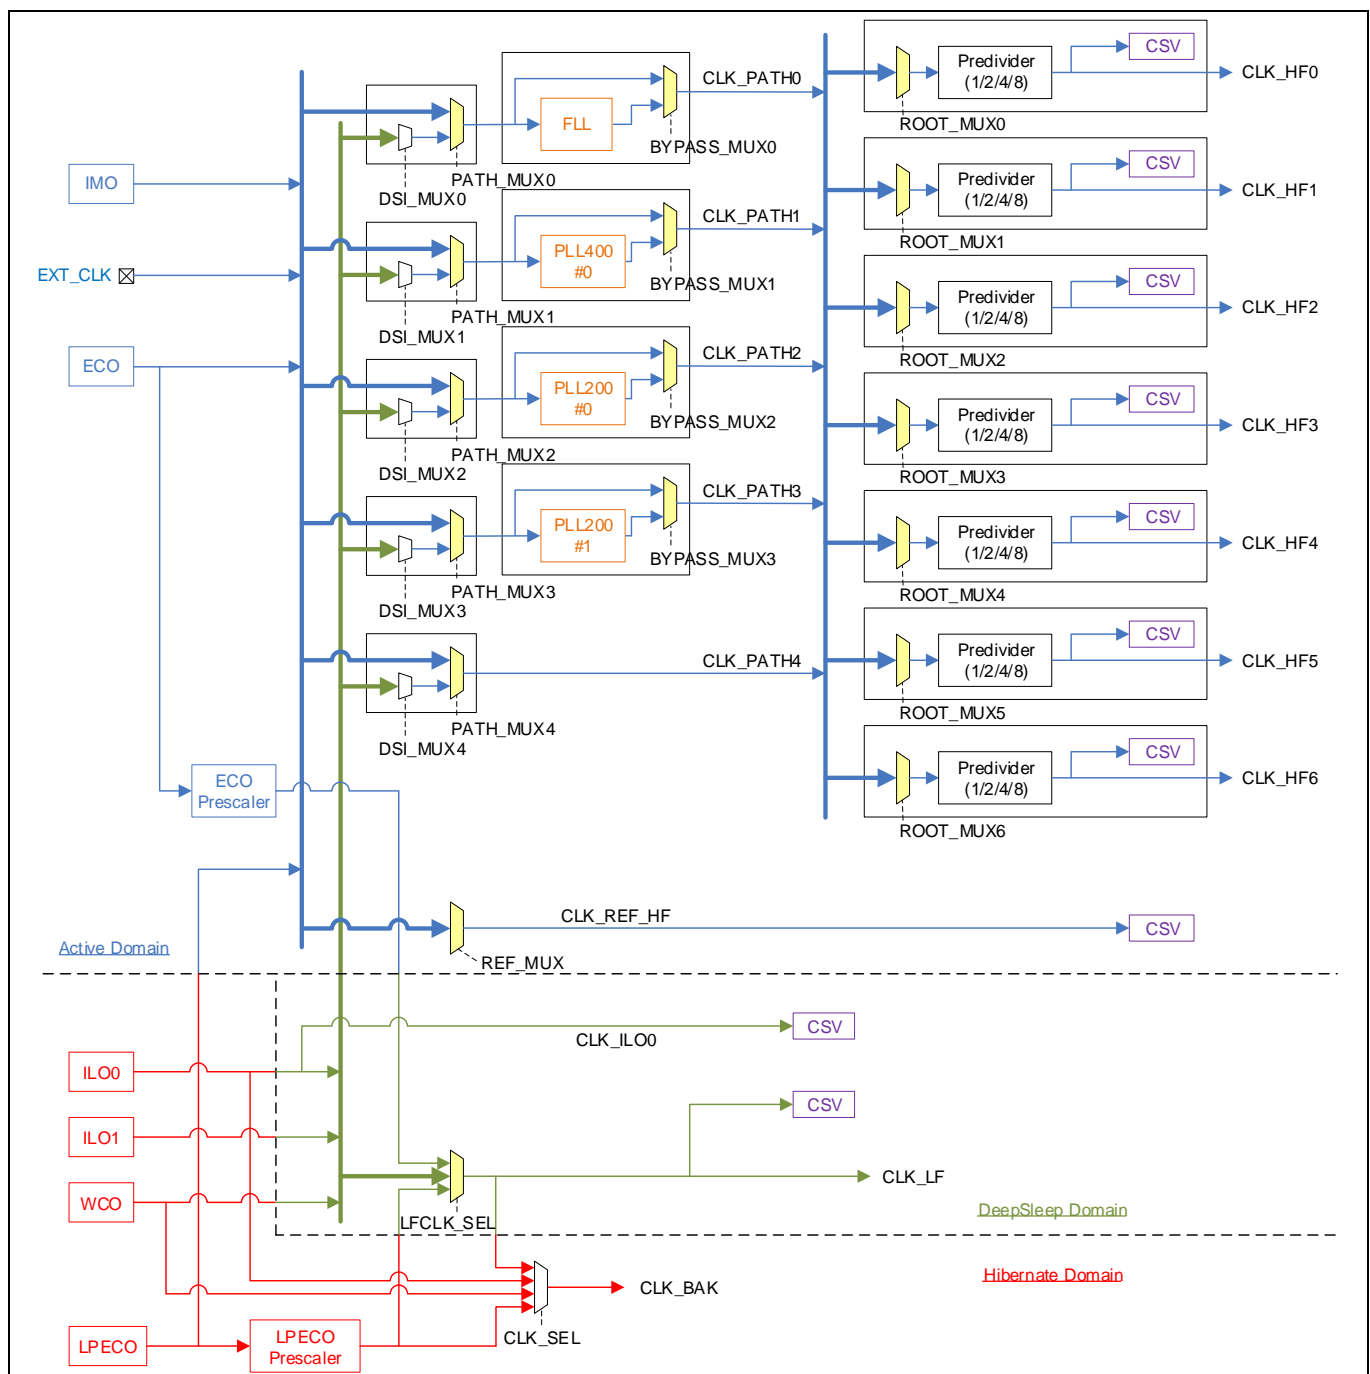 CSV
Predivider
(1/2/4/8)
CLK_HF0
ROOT_MUX0
CLK_PATH0
FLL
BYPASS_MUX0
PATH_MUX0
DSI_MUX0
IMO
CSV
Predivider
(1/2/4/8)
CLK_HF1
ROOT_MUX1
CLK_PATH1
PLL400
#0
BYPASS_MUX1
PATH_MUX1
DSI_MUX1
EXT_CLK
CSV
Predivider
(1/2/4/8)
CLK_HF2
ROOT_MUX2
CLK_PATH2
PLL200
#0
BYPASS_MUX2
PATH_MUX2
DSI_MUX2
ECO
CSV
Predivider
(1/2/4/8)
CLK_HF3
ROOT_MUX3
CLK_PATH3
PLL200
#1
BYPASS_MUX3
PATH_MUX3
DSI_MUX3
CSV
Predivider
(1/2/4/8)
CLK_HF4
ROOT_MUX4
CLK_PATH4
PATH_MUX4
DSI_MUX4
CSV
Predivider
(1/2/4/8)
CLK_HF5
ROOT_MUX5
CSV
Predivider
(1/2/4/8)
CLK_HF6
ROOT_MUX6
ECO
Prescaler
CLK_REF_HF
CSV
REF_MUX
Active Domain
CSV
CLK_ILO0
ILO0
CSV
ILO1
CLK_LF
WCO
LFCLK_SEL
DeepSleep Domain
Hibernate Domain
CLK_BAK
CLK_SEL
LPECO
LPECO
Prescaler